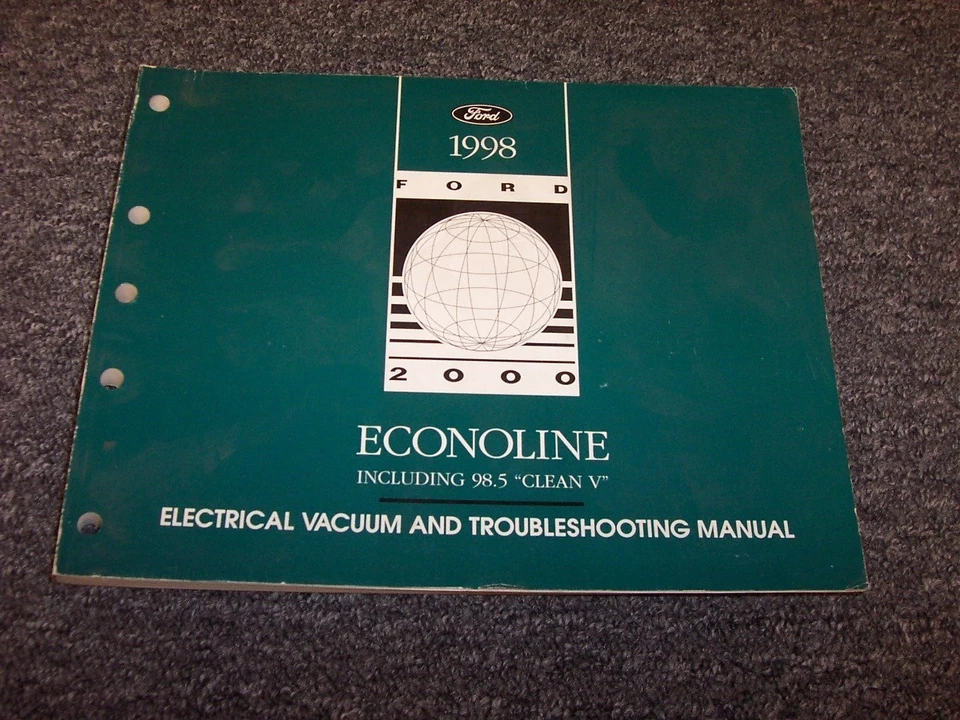 Ford
1998
FORD
2000
ECONOLINE
INCLUDING 98.5 “CLEAN V”
ELECTRICAL VACUUM AND TROUBLESHOOTING MANUAL